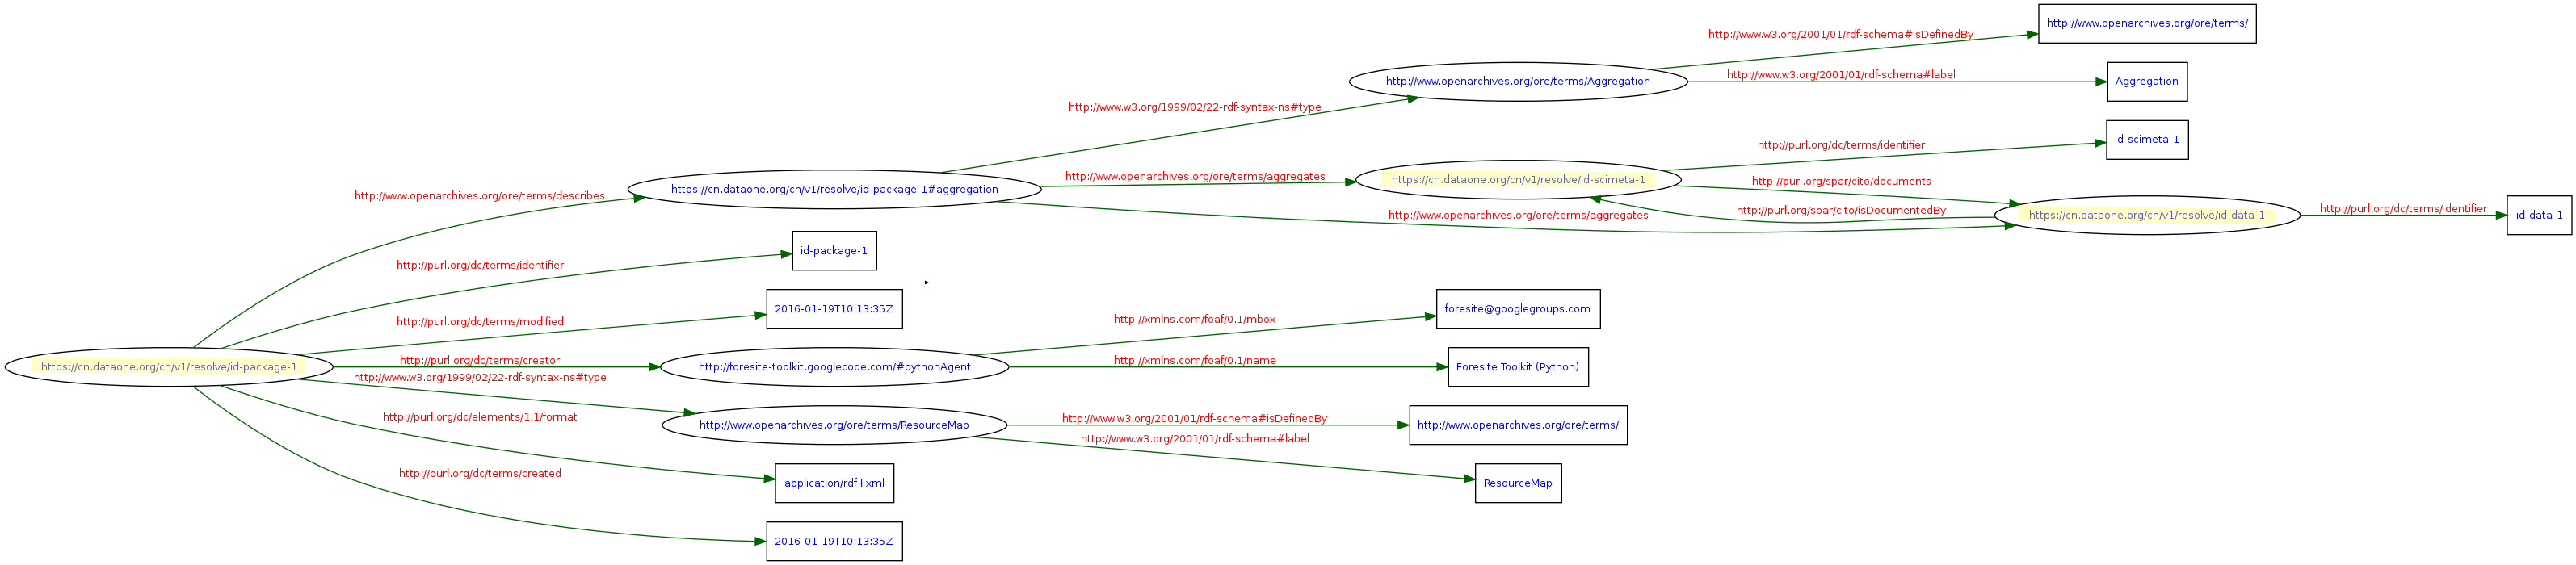 http://www.openarchives.org/ore/terms/
http://www.w3.org/2001/01/rdf-schema#isDefinedBy
http://www.openarchives.org/ore/terms/Aggregation
http://www.w3.org/2001/01/rdf-schema#label
Aggregation
http://www.w3.org/1999/02/22-rdf-syntax-ns#type
id-scimeta-1
http://purl.org/dc/terms/identifier
http://www.openarchives.org/ore/terms/describes
https://cn.dataone.org/cn/v1/resolve/id-package-1#aggregation
http://www.openarchives.org/ore/terms/aggregates
https://cn.dataone.org/cn/v1/resolve/id-scimeta-1
http://purl.org/spar/cito/documents
http://www.openarchives.org/ore/terms/aggregates
http://purl.org/spar/cito/isDocumentedBy
https://cn.dataone.org/cn/v1/resolve/id-data-1
http://purl.org/dc/terms/identifier
id-data-1
http://purl.org/dc/terms/identifier
id-package-1
http://purl.org/dc/terms/modified
2016-01-19T10:13:35Z
http://xmlns.com/foaf/0.1/mbox
foresite@googlegroups.com
https://cn.dataone.org/cn/v1/resolve/id-package-1
http://purl.org/dc/terms/creator
http://foresite-toolkit.googlecode.com/#pythonAgent
http://xmlns.com/foaf/0.1/name
Foresite Toolkit (Python)
http://www.w3.org/1999/02/22-rdf-syntax-ns#type
http://www.openarchives.org/ore/terms/ResourceMap
http://www.w3.org/2001/01/rdf-schema#isDefinedBy
http://www.openarchives.org/ore/terms/
http://www.w3.org/2001/01/rdf-schema#label
ResourceMap
http://purl.org/dc/elements/1.1/format
application/rdf+xml
http://purl.org/dc/terms/created
2016-01-19T10:13:35Z